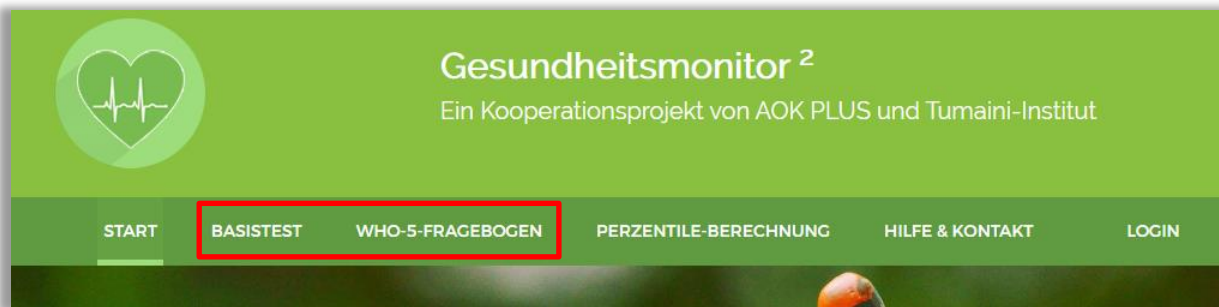 Gesundheitsmonitor ²
Ein Kooperationsprojekt von AOK PLUS und Tumaini-Institut
START BASISTEST WHO-5-FRAGEBOGEN PERZENTILE-BERECHNUNG HILFE & KONTAKT LOGIN